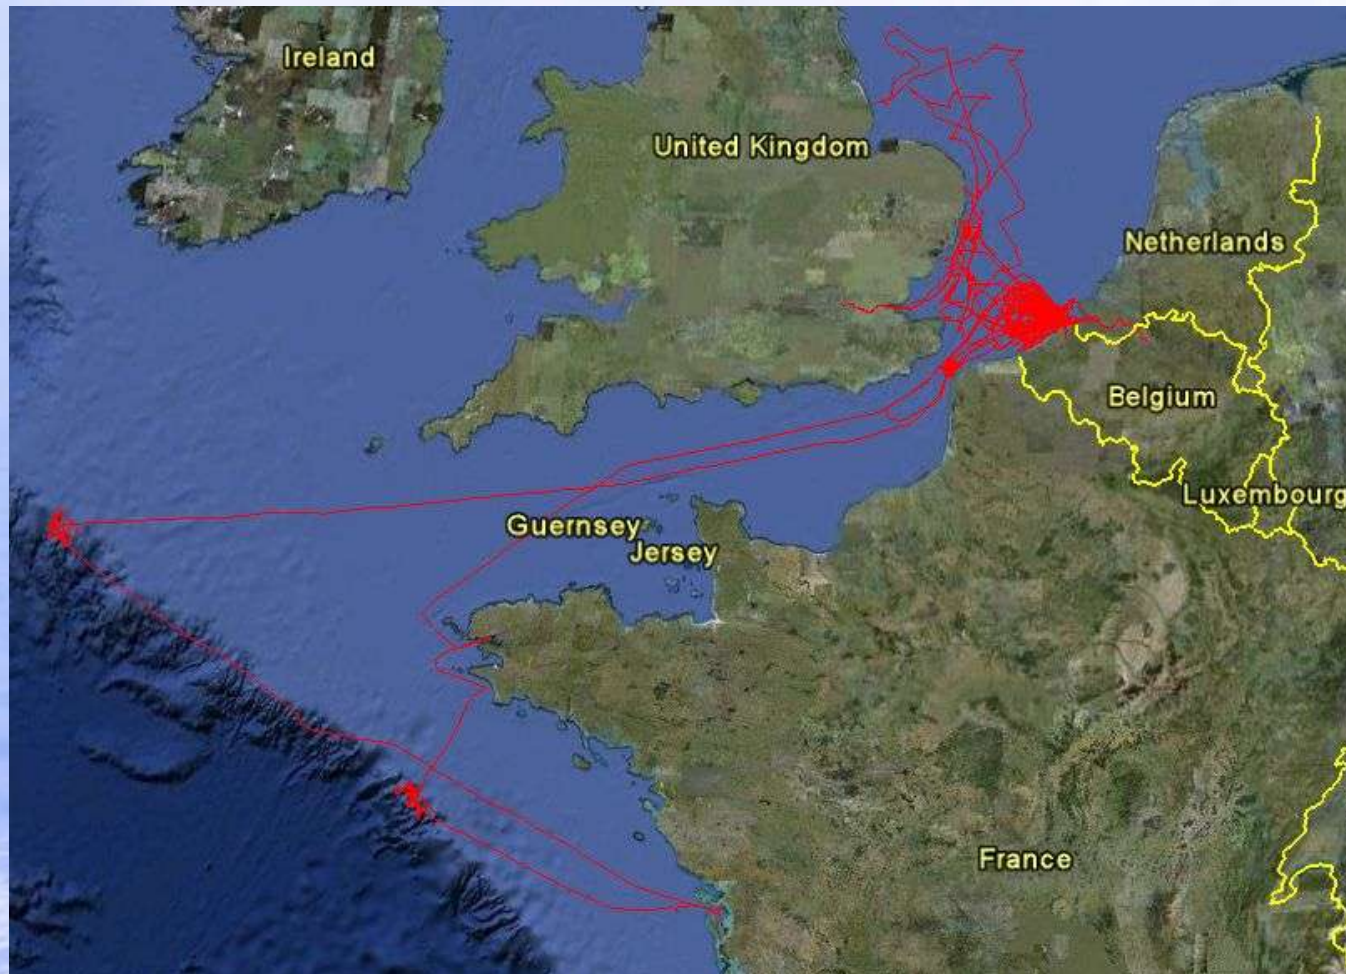 Ireland
United Kingdom
Netherlands
Belgium
Luxembourg
Guernsey
Jersey
France